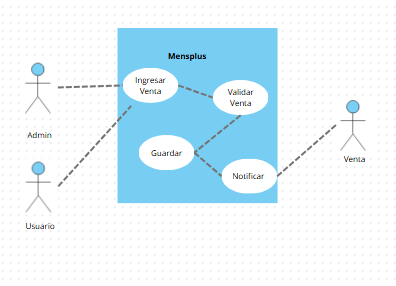 Mensplus
Ingresar
Venta
Validar
Venta
Admin
Guardar
Venta
Notificar
Usuario